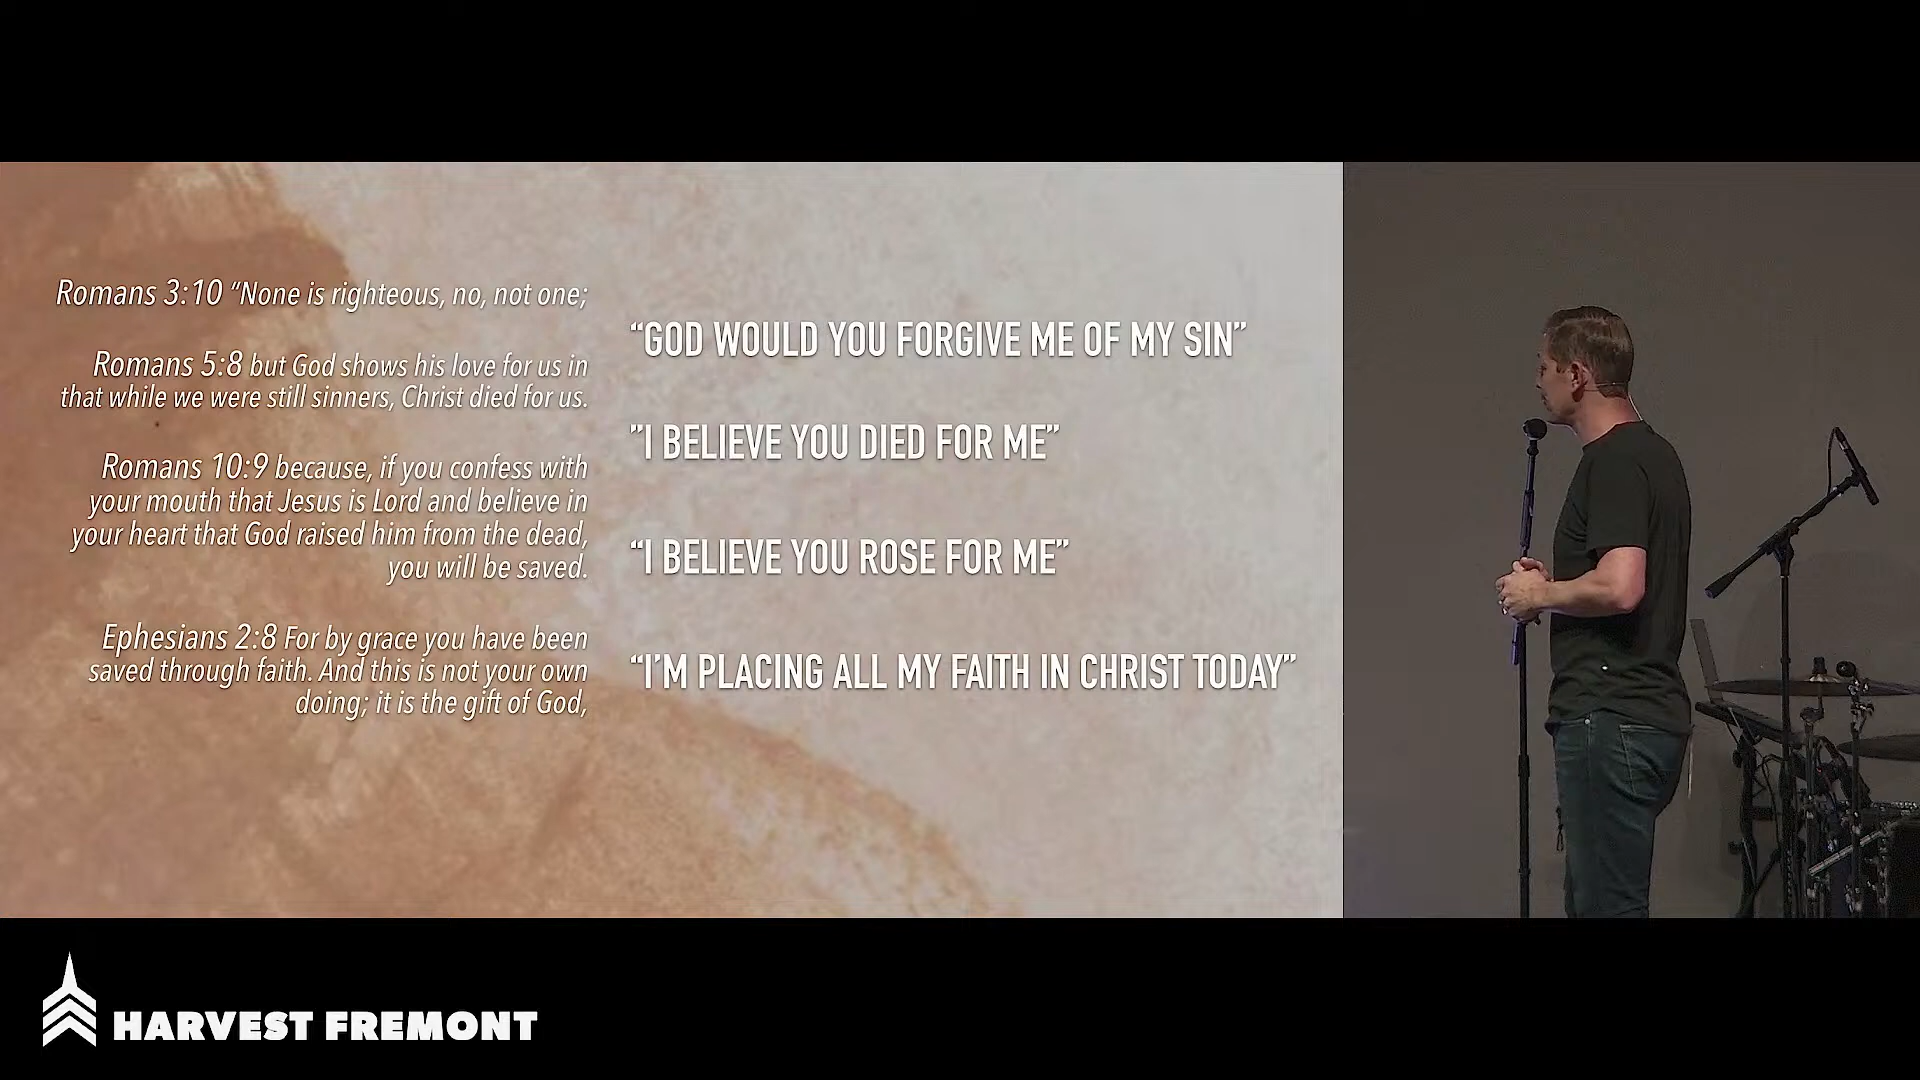 Romans 3:10 “None is righteous, no, not one;
Romans 5:8 but God shows his love for us in
that while we were still sinners, Christ died for us.
Romans 10:9 because, if you confess with
your mouth that Jesus is Lord and believe in
your heart that God raised him from the dead,
you will be saved.
Ephesians 2:8 For by grace you have been
saved through faith. And this is not your own
doing; it is the gift of God,
“GOD WOULD YOU FORGIVE ME OF MY SIN”
”I BELIEVE YOU DIED FOR ME”
“I BELIEVE YOU ROSE FOR ME”
“I’M PLACING ALL MY FAITH IN CHRIST TODAY”
HARVEST FREMONT